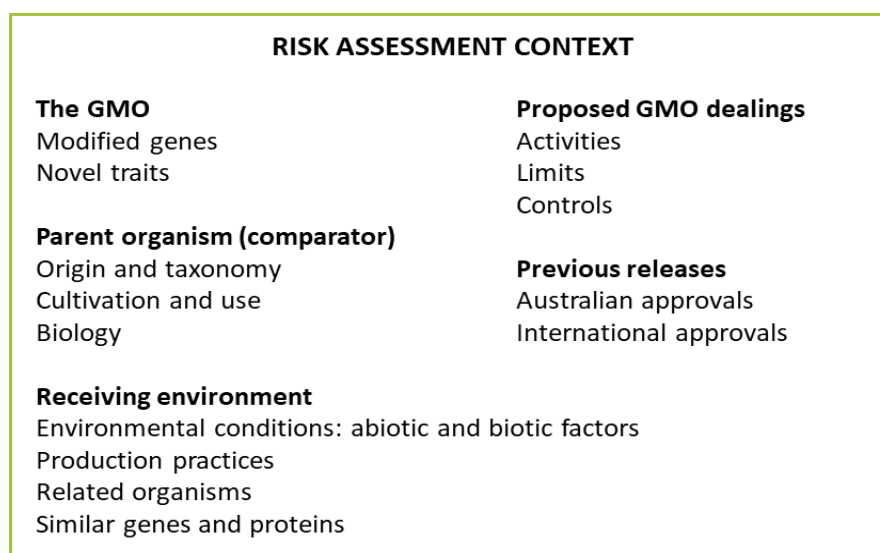 RISK ASSESSMENT CONTEXT
The GMO
Modified genes
Novel traits
Parent organism (comparator)
Origin and taxonomy
Cultivation and use
Biology
Proposed GMO dealings
Activities
Limits
Controls
Previous releases
Australian approvals
International approvals
Receiving environment
Environmental conditions: abiotic and biotic factors
Production practices
Related organisms
Similar genes and proteins